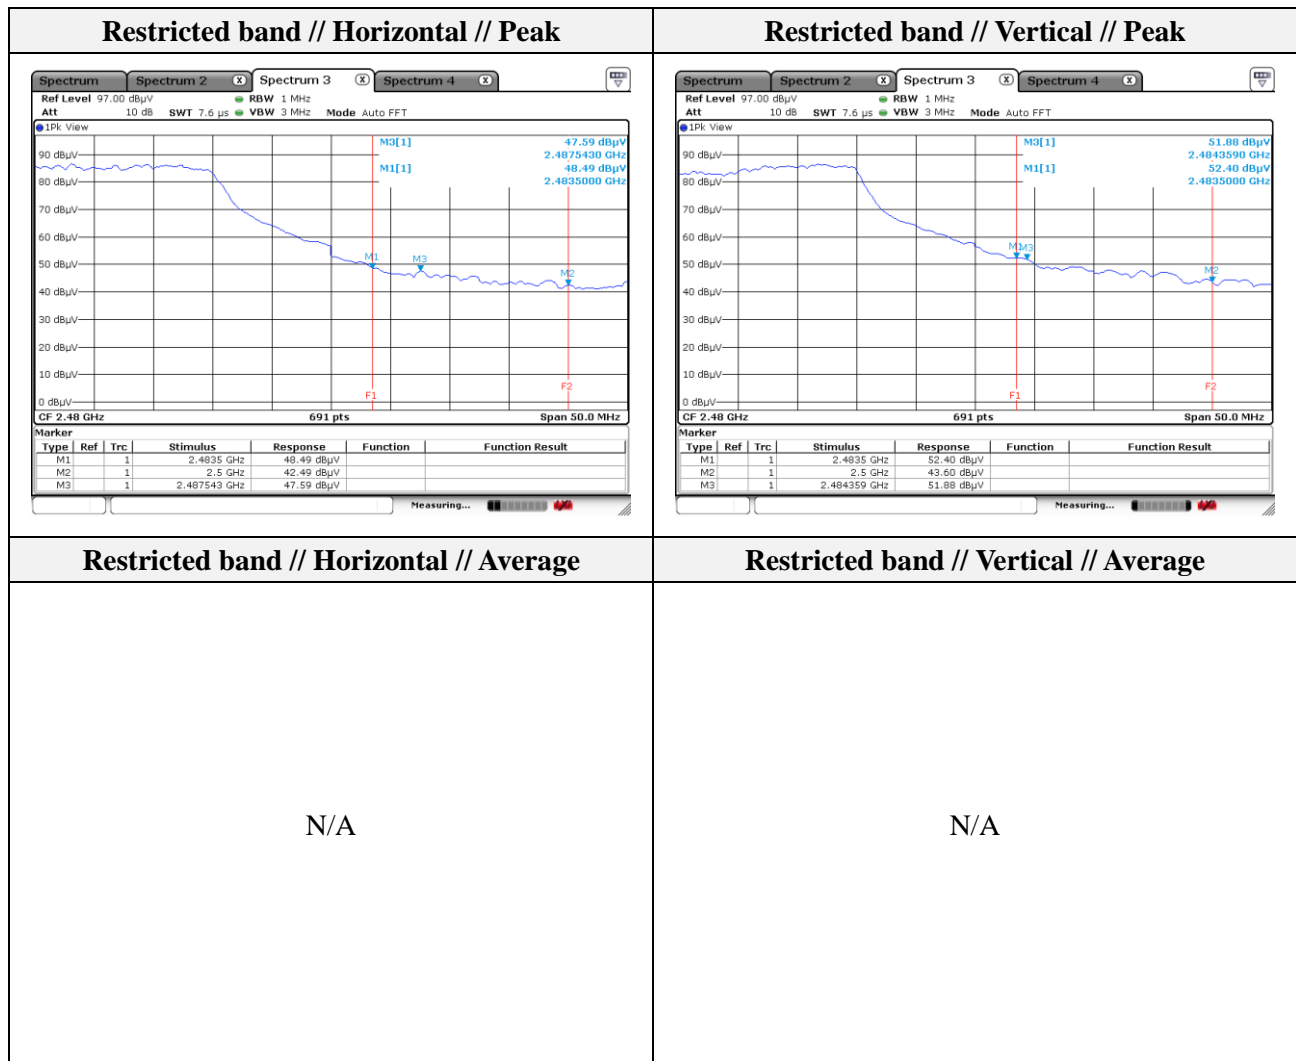 Restricted band // Horizontal // Peak
Restricted band // Vertical // Peak
Spectrum Spectrum 2 X Spectrum 3 X Spectrum 4 X
Ref Level 97.00 dBµV RBW 1 MHz
Att 10 dB SWT 7.6 µs VBW 3 MHz Mode Auto FFT
1Pk View
M3[1] 47.59 dBµV
2.4875430 GHz
M1[1] 48.49 dBµV
2.4835000 GHz
90 dBµV
80 dBµV
70 dBµV
60 dBµV
50 dBµV
40 dBµV
30 dBµV
20 dBµV
10 dBµV
0 dBµV
M1
M3
M2
F1
F2
CF 2.48 GHz 691 pts Span 50.0 MHz
Marker
Type Ref Trc Stimulus Response Function Function Result
M1 1 2.4835 GHz 48.49 dBµV
M2 1 2.5 GHz 42.49 dBµV
M3 1 2.487543 GHz 47.59 dBµV
Measuring...
Spectrum Spectrum 2 X Spectrum 3 X Spectrum 4 X
Ref Level 97.00 dBµV RBW 1 MHz
Att 10 dB SWT 7.6 µs VBW 3 MHz Mode Auto FFT
1Pk View
M3[1] 51.88 dBµV
2.4843590 GHz
M1[1] 52.40 dBµV
2.4835000 GHz
90 dBµV
80 dBµV
70 dBµV
60 dBµV
50 dBµV
40 dBµV
30 dBµV
20 dBµV
10 dBµV
0 dBµV
M1
M3
M2
F1
F2
CF 2.48 GHz 691 pts Span 50.0 MHz
Marker
Type Ref Trc Stimulus Response Function Function Result
M1 1 2.4835 GHz 52.40 dBµV
M2 1 2.5 GHz 43.60 dBµV
M3 1 2.484359 GHz 51.88 dBµV
Measuring...
Restricted band // Horizontal // Average
Restricted band // Vertical // Average
N/A
N/A